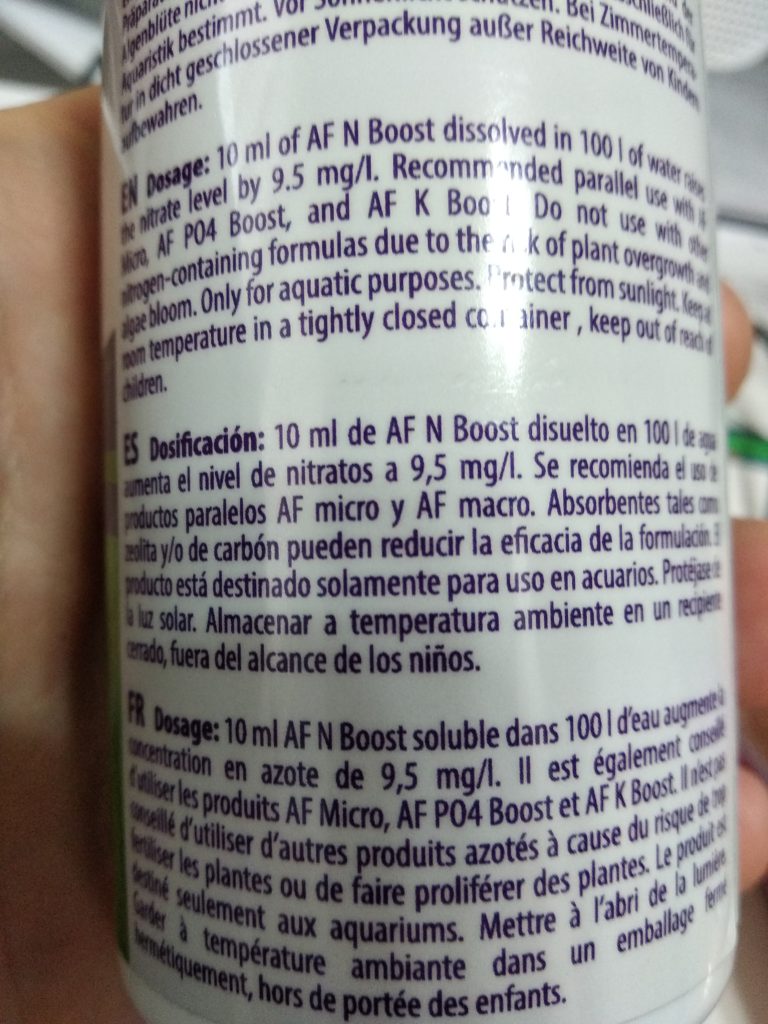 Algenblüte nicht
Aquaristik bestimmt. Vor schützen. Bei Zimmertempera-
tur in dicht geschlossener Verpackung außer Reichweite von Kindern
aufbewahren.
EN Dosage: 10 ml of AF N Boost dissolved in 100 l of water raises
the nitrate level by 9.5 mg/l. Recommended parallel use with
Micro, AF PO4 Boost, and AF K Boost. Do not use with other
nitrogen-containing formulas due to the risk of plant overgrowth and
algae bloom. Only for aquatic purposes. Protect from sunlight. Keep at
room temperature in a tightly closed container , keep out of reach of
children.
ES Dosificación: 10 ml de AF N Boost disuelto en 100 l de agua
aumenta el nivel de nitratos a 9,5 mg/l. Se recomienda el uso de
productos paralelos AF micro y AF macro. Absorbentes tales como
zeolita y/o de carbón pueden reducir la eficacia de la formulación. El
producto está destinado solamente para uso en acuarios. Protéjase de
la luz solar. Almacenar a temperatura ambiente en un recipiente
cerrado, fuera del alcance de los niños.
FR Dosage: 10 ml AF N Boost soluble dans 100 l d'eau augmente la
concentration en azote de 9,5 mg/l. Il est également conseillé
d'utiliser les produits AF Micro, AF PO4 Boost et AF K Boost. Il n'est pas
conseillé d'utiliser d'autres produits azotés à cause du risque de trop
fertiliser les plantes ou de faire proliférer des plantes. Le produit est
destiné seulement aux aquariums. Mettre à l'abri de la lumière.
Garder à température ambiante dans un emballage fermé
hermétiquement, hors de portée des enfants.